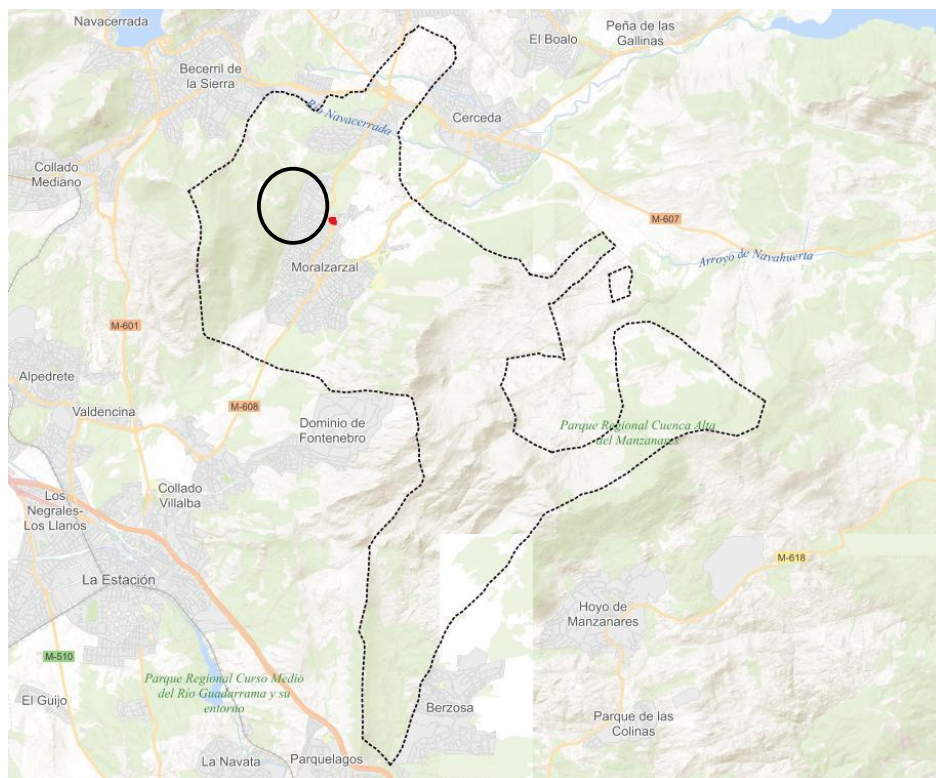 Navacerrada
Peña de las
Gallinas
El Boalo
Becerril de
la Sierra
Río Navacerrada
Cerceda
Collado
Mediano
M-607
Arroyo de Navahuerta
Moralzarzal
M-601
Alpedrete
M-608
Valdencina
Dominio de
Fontenebro
Parque Regional Cuenca Alta
del Manzanares
Collado
Villalba
Los
Negrales-
Los Llanos
M-618
La Estación
Hoyo de
Manzanares
M-510
Parque Regional Curso Medio
del Río Guadarrama y su
entorno
El Guijo
Berzosa
Parque de las
Colinas
La Navata
Parquelagos